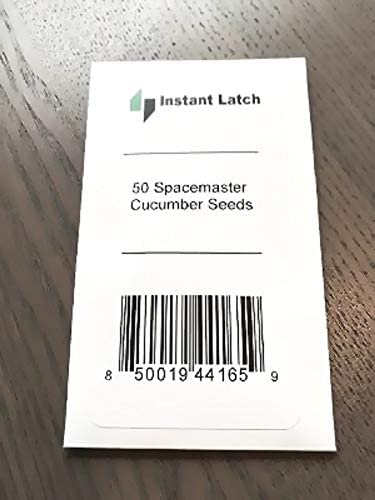 Instant Latch
50 Spacemaster
Cucumber Seeds
8 50019 44165 9